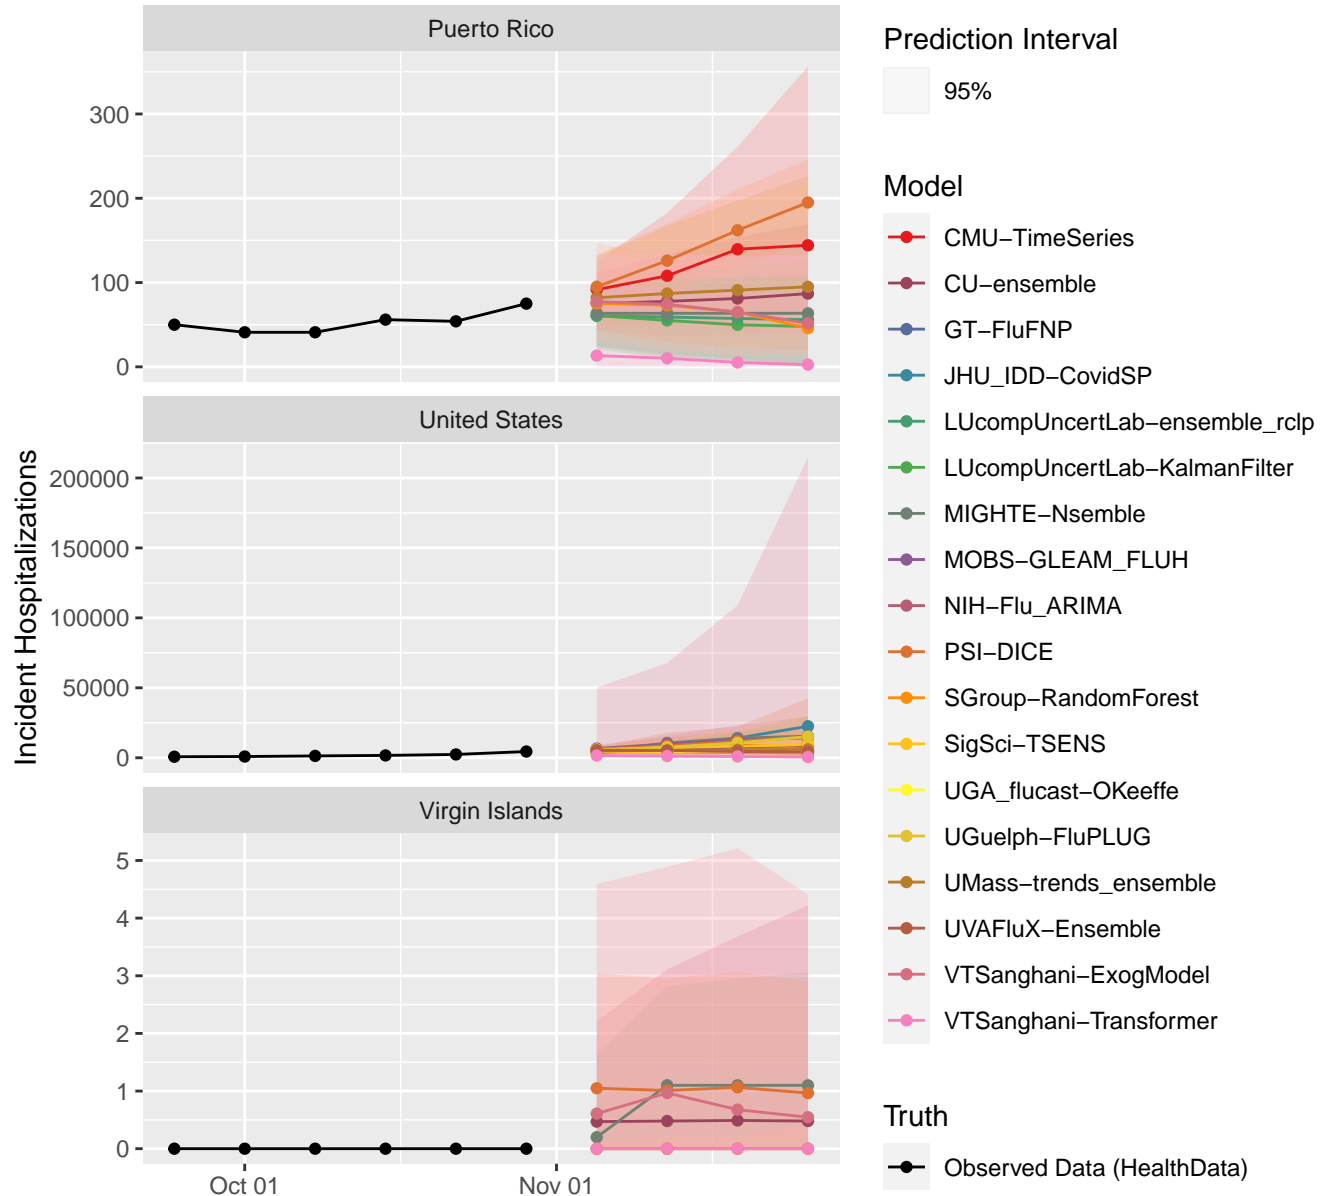 Puerto Rico
300
200
100
0
United States
200000
150000
100000
50000
0
Virgin Islands
5
4
3
2
1
0
Oct 01
Nov 01
Incident Hospitalizations
Prediction Interval
95%
Model
CMU−TimeSeries
CU−ensemble
GT−FluFNP
JHU_IDD−CovidSP
LUcompUncertLab−ensemble_rclp
LUcompUncertLab−KalmanFilter
MIGHTE−Nsemble
MOBS−GLEAM_FLUH
NIH−Flu_ARIMA
PSI−DICE
SGroup−RandomForest
SigSci−TSENS
UGA_flucast−OKeeffe
UGuelph−FluPLUG
UMass−trends_ensemble
UVAFluX−Ensemble
VTSanghani−ExogModel
VTSanghani−Transformer
Truth
Observed Data (HealthData)